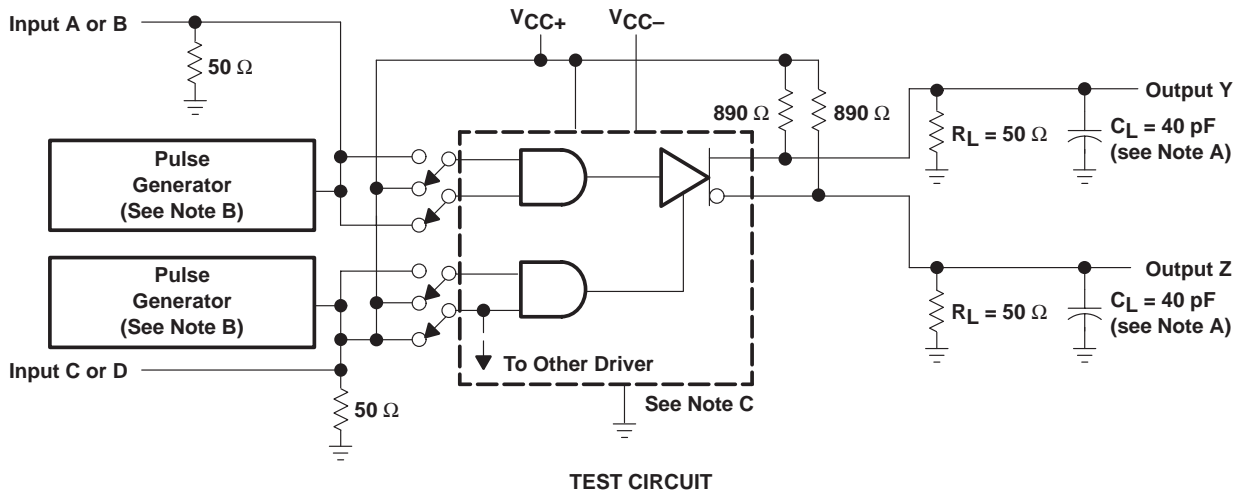 Input A or B
50 Ω
VCC+
VCC−
890 Ω
890 Ω
Output Y
RL = 50 Ω
CL = 40 pF
(see Note A)
Pulse
Generator
(See Note B)
Pulse
Generator
(See Note B)
Output Z
RL = 50 Ω
CL = 40 pF
(see Note A)
Input C or D
To Other Driver
50 Ω
See Note C
TEST CIRCUIT